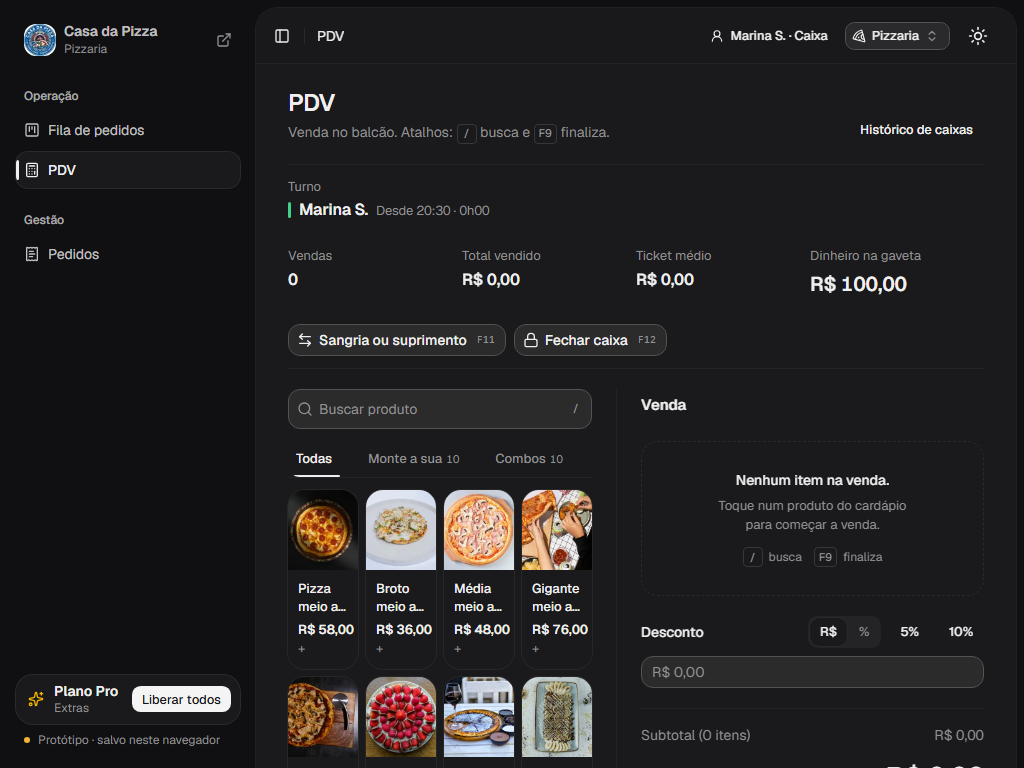 Casa da Pizza
Pizzaria
Operação
Fila de pedidos
PDV
Gestão
Pedidos
Plano Pro
Extras
Liberar todos
Protótipo · salvo neste navegador
PDV
Marina S. · Caixa
Pizzaria
PDV
Venda no balcão. Atalhos: / busca e F9 finaliza.
Histórico de caixas
Turno
Marina S. Desde 20:30 · 0h00
Vendas
0
Total vendido
R$ 0,00
Ticket médio
R$ 0,00
Dinheiro na gaveta
R$ 100,00
Sangria ou suprimento F11
Fechar caixa F12
Buscar produto /
Todas
Monte a sua 10
Combos 10
Pizza
meio a...
R$ 58,00
+
Broto
meio a...
R$ 36,00
+
Média
meio a...
R$ 48,00
+
Gigante
meio a...
R$ 76,00
+
Venda
Nenhum item na venda.
Toque num produto do cardápio
para começar a venda.
/ busca F9 finaliza
Desconto
R$ % 5% 10%
R$ 0,00
Subtotal (0 itens) R$ 0,00